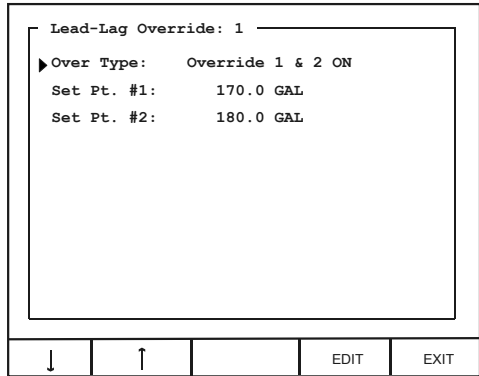 Lead-Lag Override: 1
Over Type: Override 1 & 2 ON
Set Pt. #1: 170.0 GAL
Set Pt. #2: 180.0 GAL
↓ ↑ EDIT EXIT